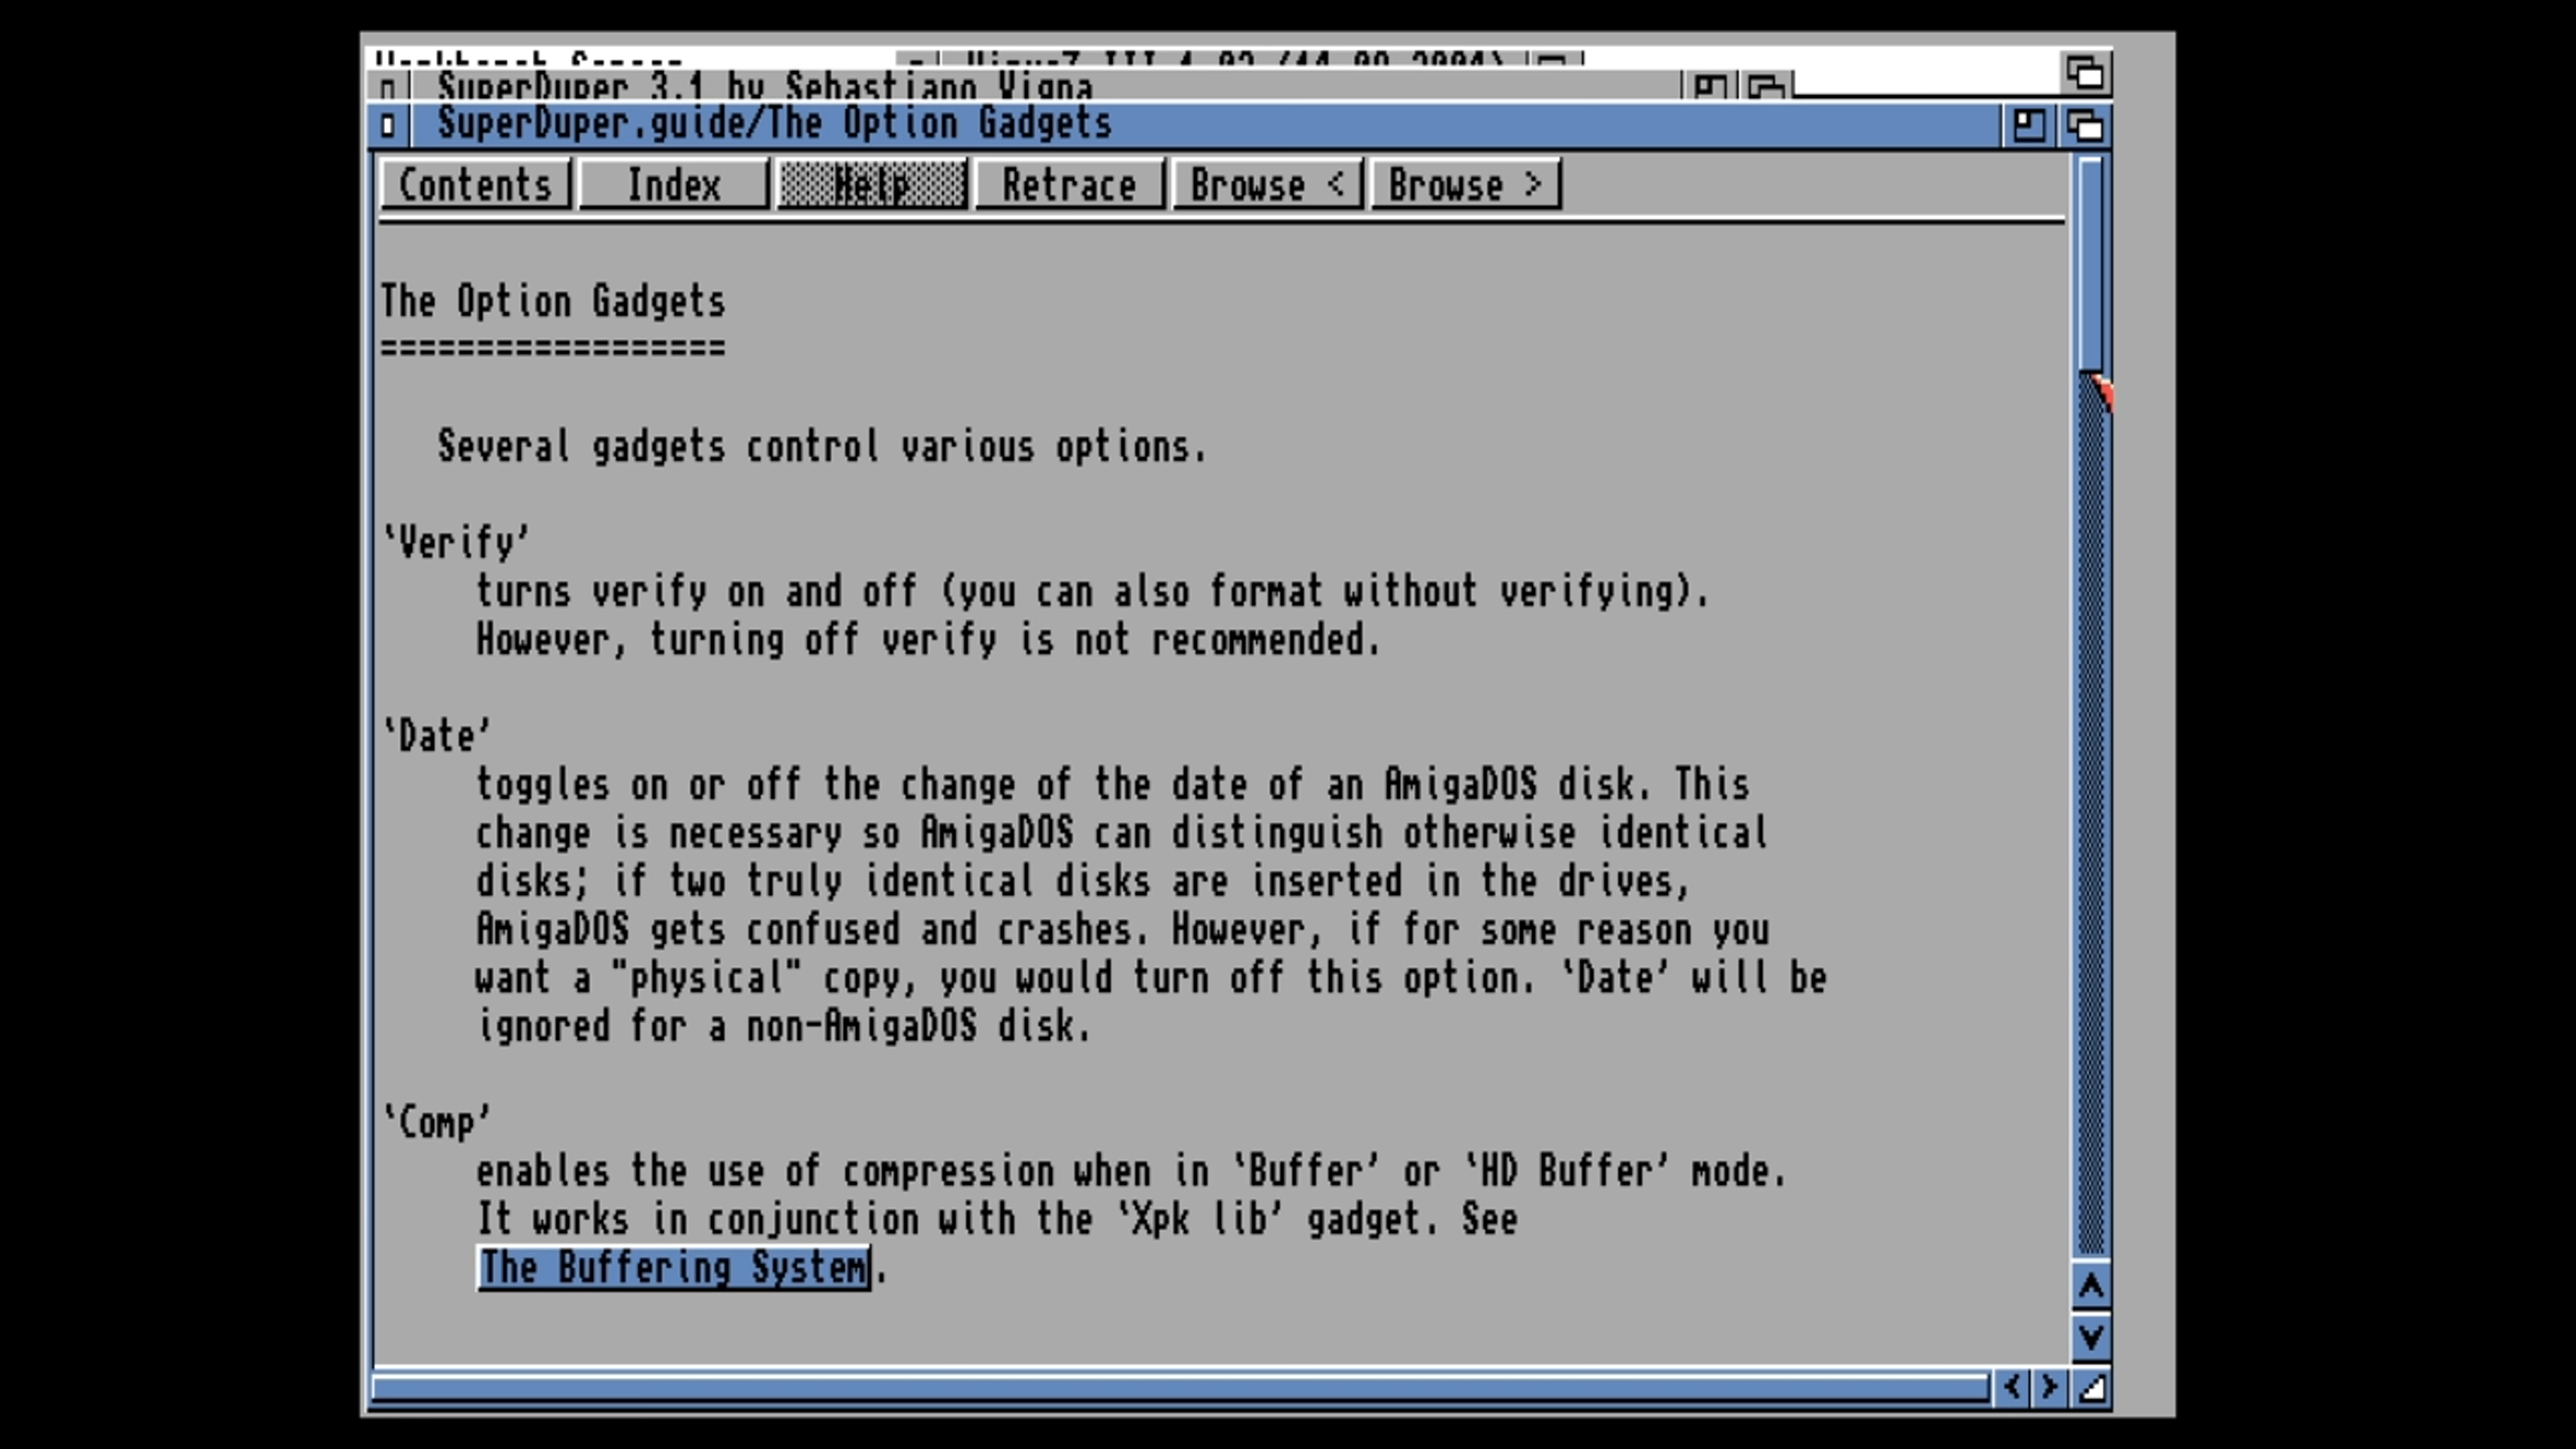 Workbench Screen
VirusZ III 1.02
SuperDuper 3.1 by Sebastiano Vigna
SuperDuper.guide/The Option Gadgets
Contents Index Help Retrace Browse < Browse >
The Option Gadgets
==================
Several gadgets control various options.
`Verify'
turns verify on and off (you can also format without verifying).
However, turning off verify is not recommended.
`Date'
toggles on or off the change of the date of an AmigaDOS disk. This
change is necessary so AmigaDOS can distinguish otherwise identical
disks; if two truly identical disks are inserted in the drives,
AmigaDOS gets confused and crashes. However, if for some reason you
want a "physical" copy, you would turn off this option. `Date' will be
ignored for a non-AmigaDOS disk.
`Comp'
enables the use of compression when in `Buffer' or `HD Buffer' mode.
It works in conjunction with the `Xpk lib' gadget. See
The Buffering System.